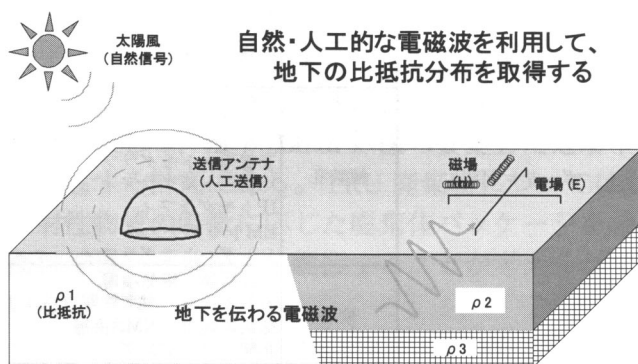 太陽風
(自然信号)
自然・人工的な電磁波を利用して、
地下の比抵抗分布を取得する
送信アンテナ
(人工送信)
磁場
(H)
電場(E)
ρ1
(比抵抗)
地下を伝わる電磁波
ρ2
ρ3